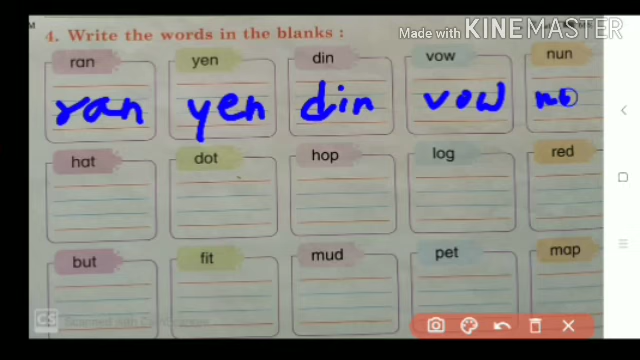 Made with KINEMASTER
4. Write the words in the blanks :
ran yen din vow nun
ran yen din vow
hat dot hop log red
but fit mud pet map
CS